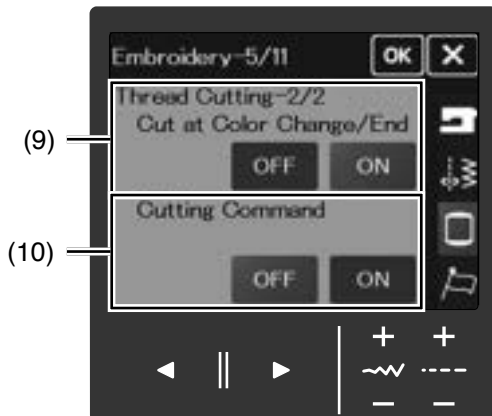 Embroidery-5/11 OK X
Thread Cutting-2/2
(9) Cut at Color Change/End
OFF ON
Cutting Command
(10)
OFF ON
+ +
− −